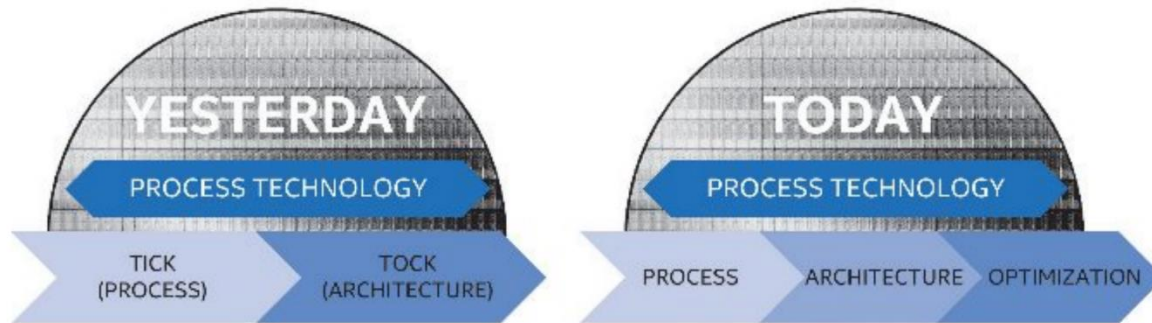 YESTERDAY
PROCESS TECHNOLOGY
TICK
(PROCESS)
TOCK
(ARCHITECTURE)
TODAY
PROCESS TECHNOLOGY
PROCESS
ARCHITECTURE
OPTIMIZATION